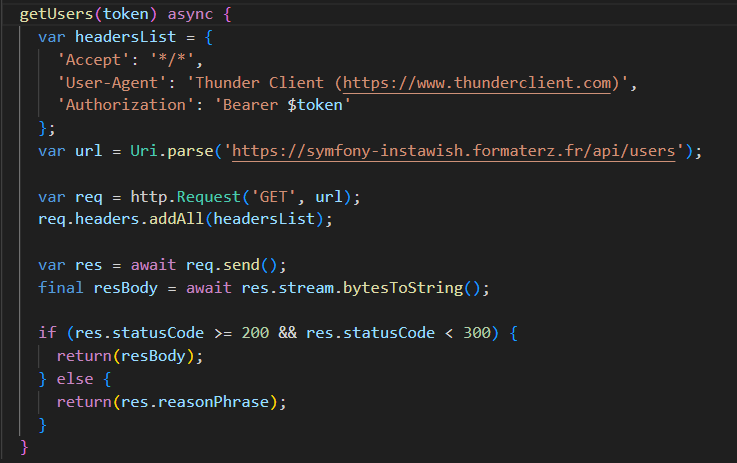 getUsers(token) async {
  var headersList = {
    'Accept': '*/*',
    'User-Agent': 'Thunder Client (https://www.thunderclient.com)',
    'Authorization': 'Bearer $token'
  };
  var url = Uri.parse('https://symfony-instawish.formaterz.fr/api/users');

  var req = http.Request('GET', url);
  req.headers.addAll(headersList);

  var res = await req.send();
  final resBody = await res.stream.bytesToString();

  if (res.statusCode >= 200 && res.statusCode < 300) {
    return(resBody);
  } else {
    return(res.reasonPhrase);
  }
}